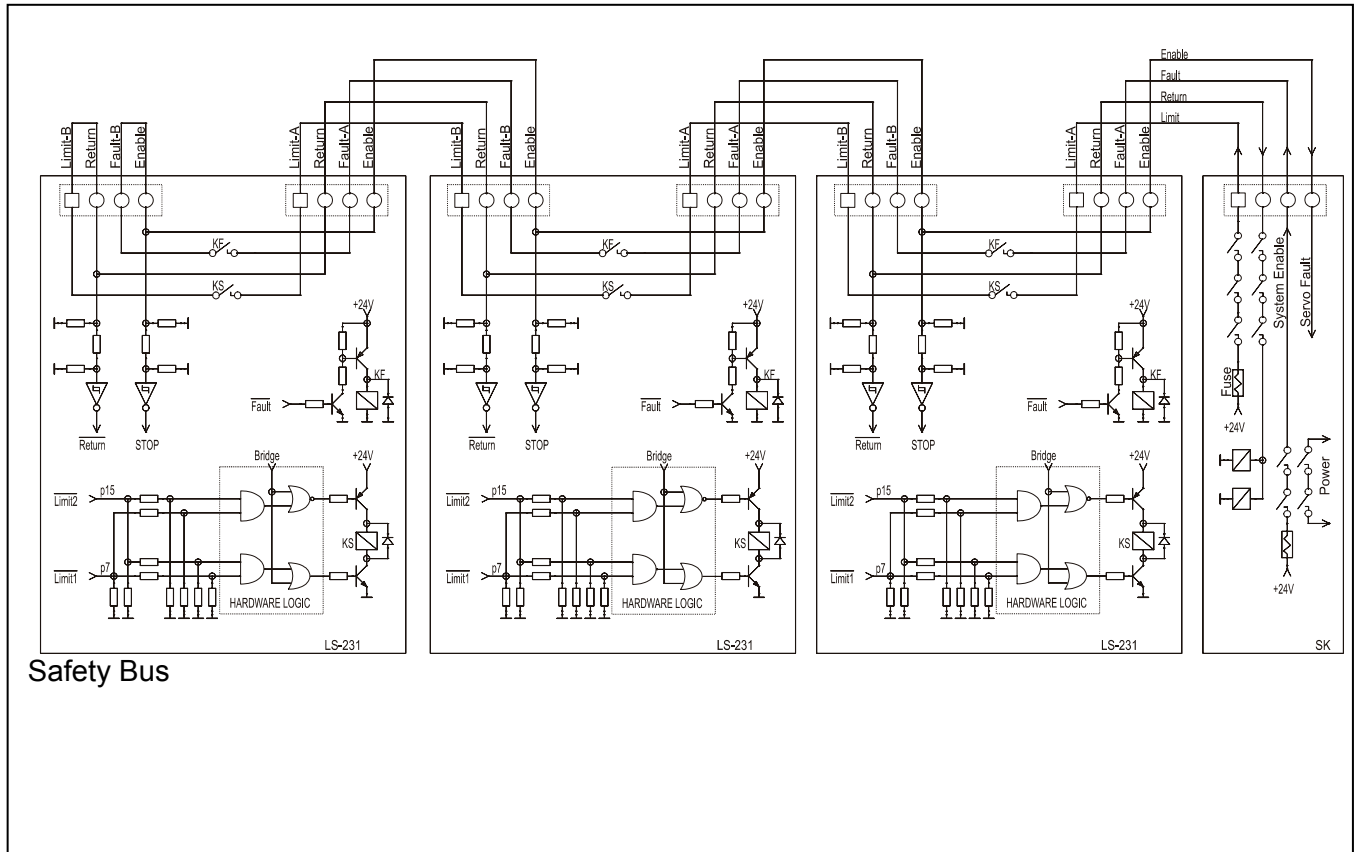 Enable
Fault
Return
Limit
Limit-B
Return
Fault-B
Enable
Limit-A
Return
Fault-A
Enable
Limit-B
Return
Fault-B
Enable
Limit-A
Return
Fault-A
Enable
Limit-B
Return
Fault-B
Enable
Limit-A
Return
Fault-A
Enable
KF
KS
+24V
KF
Fault
Return
STOP
Bridge
+24V
Limit2
p15
KS
Limit1
p7
HARDWARE LOGIC
LS-231
KF
KS
+24V
KF
Fault
Return
STOP
Bridge
+24V
Limit2
p15
KS
Limit1
p7
HARDWARE LOGIC
LS-231
KF
KS
+24V
KF
Fault
Return
STOP
Bridge
+24V
Limit2
p15
KS
Limit1
p7
HARDWARE LOGIC
LS-231
System Enable
Servo Fault
Fuse
+24V
Power
+24V
SK
Safety Bus